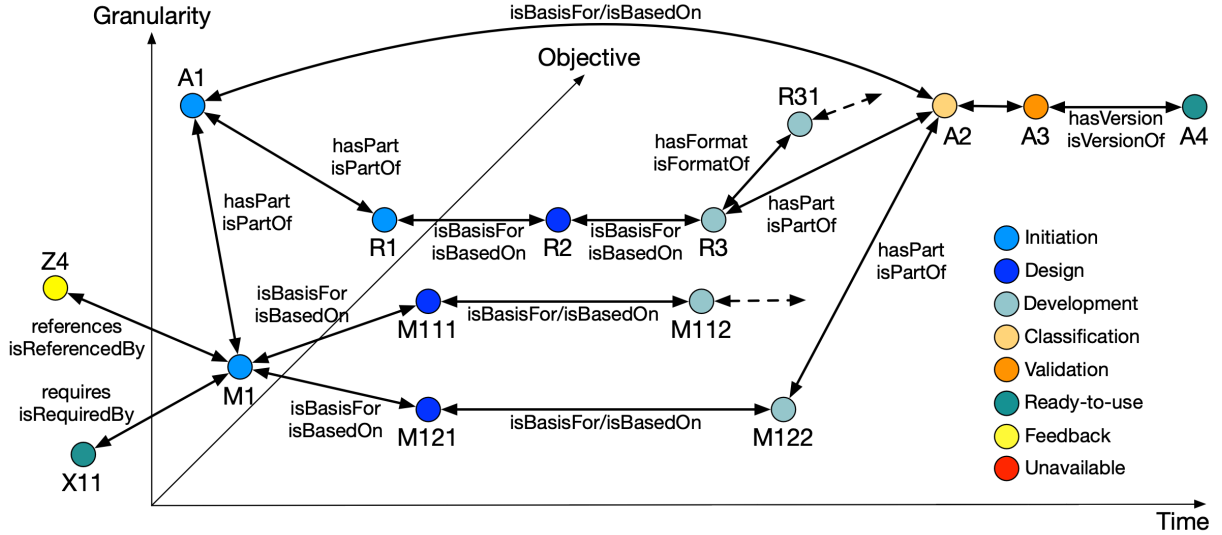 isBasisFor/isBasedOn
Granularity
Objective
A1
R31
hasFormat
isFormatOf
A2
A3
hasVersion
isVersionOf
A4
hasPart
isPartOf
hasPart
isPartOf
hasPart
isPartOf
R1
isBasisFor
isBasedOn
R2
isBasisFor
isBasedOn
R3
hasPart
isPartOf
Z4
references
isReferencedBy
isBasisFor
isBasedOn
M111
isBasisFor/isBasedOn
M112
requires
isRequiredBy
M1
isBasisFor
isBasedOn
M121
isBasisFor/isBasedOn
M122
X11
Initiation
Design
Development
Classification
Validation
Ready-to-use
Feedback
Unavailable
Time